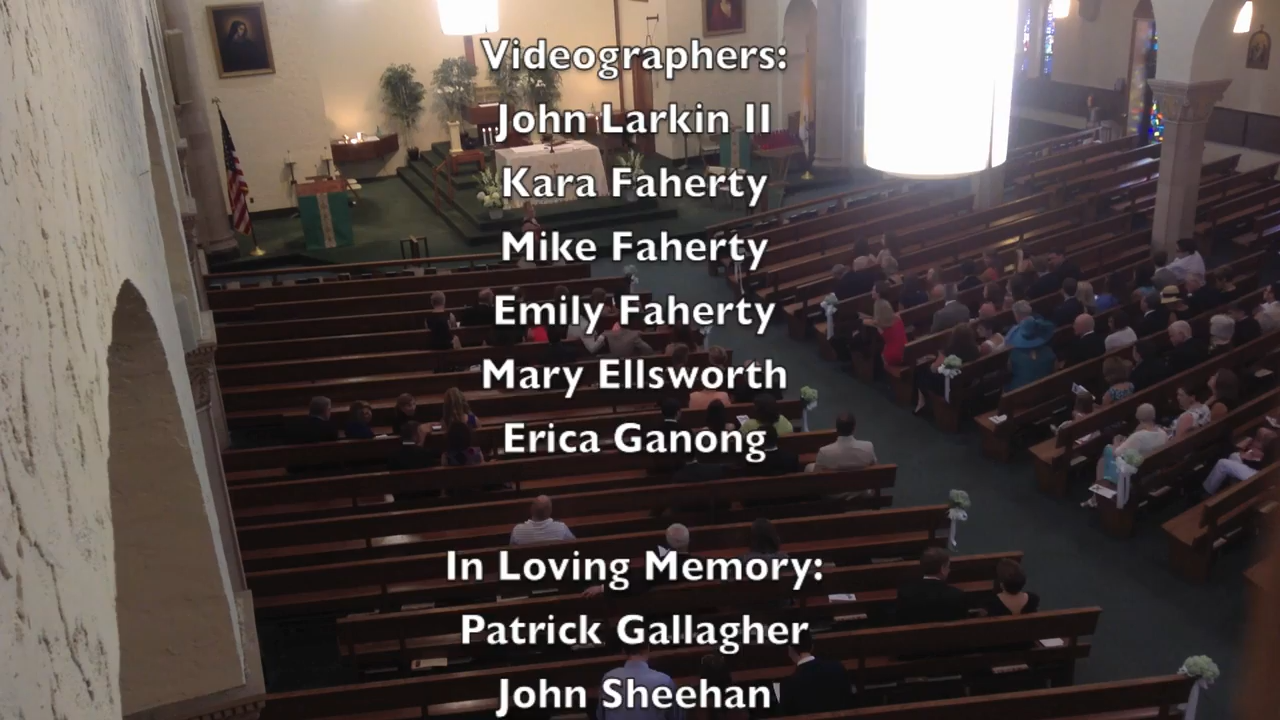 Videographers:
John Larkin II
Kara Faherty
Mike Faherty
Emily Faherty
Mary Ellsworth
Erica Ganong
In Loving Memory:
Patrick Gallagher
John Sheehan